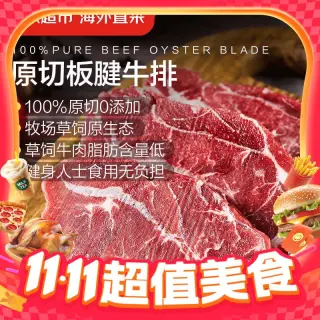 超市 海外直采
100%PURE BEEF OYSTER BLADE
原切板腱牛排
100%原切0添加
牧场草饲原生态
草饲牛肉脂肪含量低
健身人士食用无负担
11·11超值美食